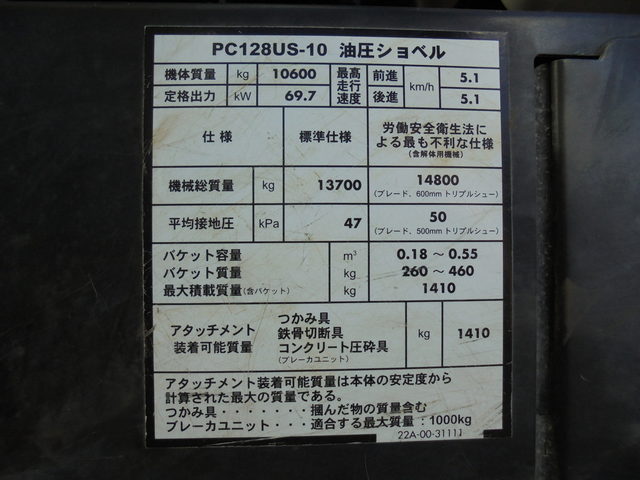 PC128US-10 油圧ショベル
機体質量 kg 10600 最高走行速度 前進 km/h 5.1
定格出力 kW 69.7 後進 5.1
仕様 標準仕様 労働安全衛生法に
よる最も不利な仕様
(含解体用機械)
機械総質量 kg 13700 14800
(ブレード、600mmトリプルシュー)
平均接地圧 kPa 47 50
(ブレード、500mmトリプルシュー)
バケット容量 m³ 0.18～0.55
バケット質量 kg 260～460
最大積載質量(含バケット) kg 1410
アタッチメント
装着可能質量
つかみ具
鉄骨切断具
コンクリート圧砕具
(ブレーカユニット)
kg 1410
アタッチメント装着可能質量は本体の安定度から
計算された最大の質量である。
つかみ具・・・・・・・掴んだ物の質量含む
ブレーカユニット・・・・適合する最大質量：1000kg
22A-00-31111